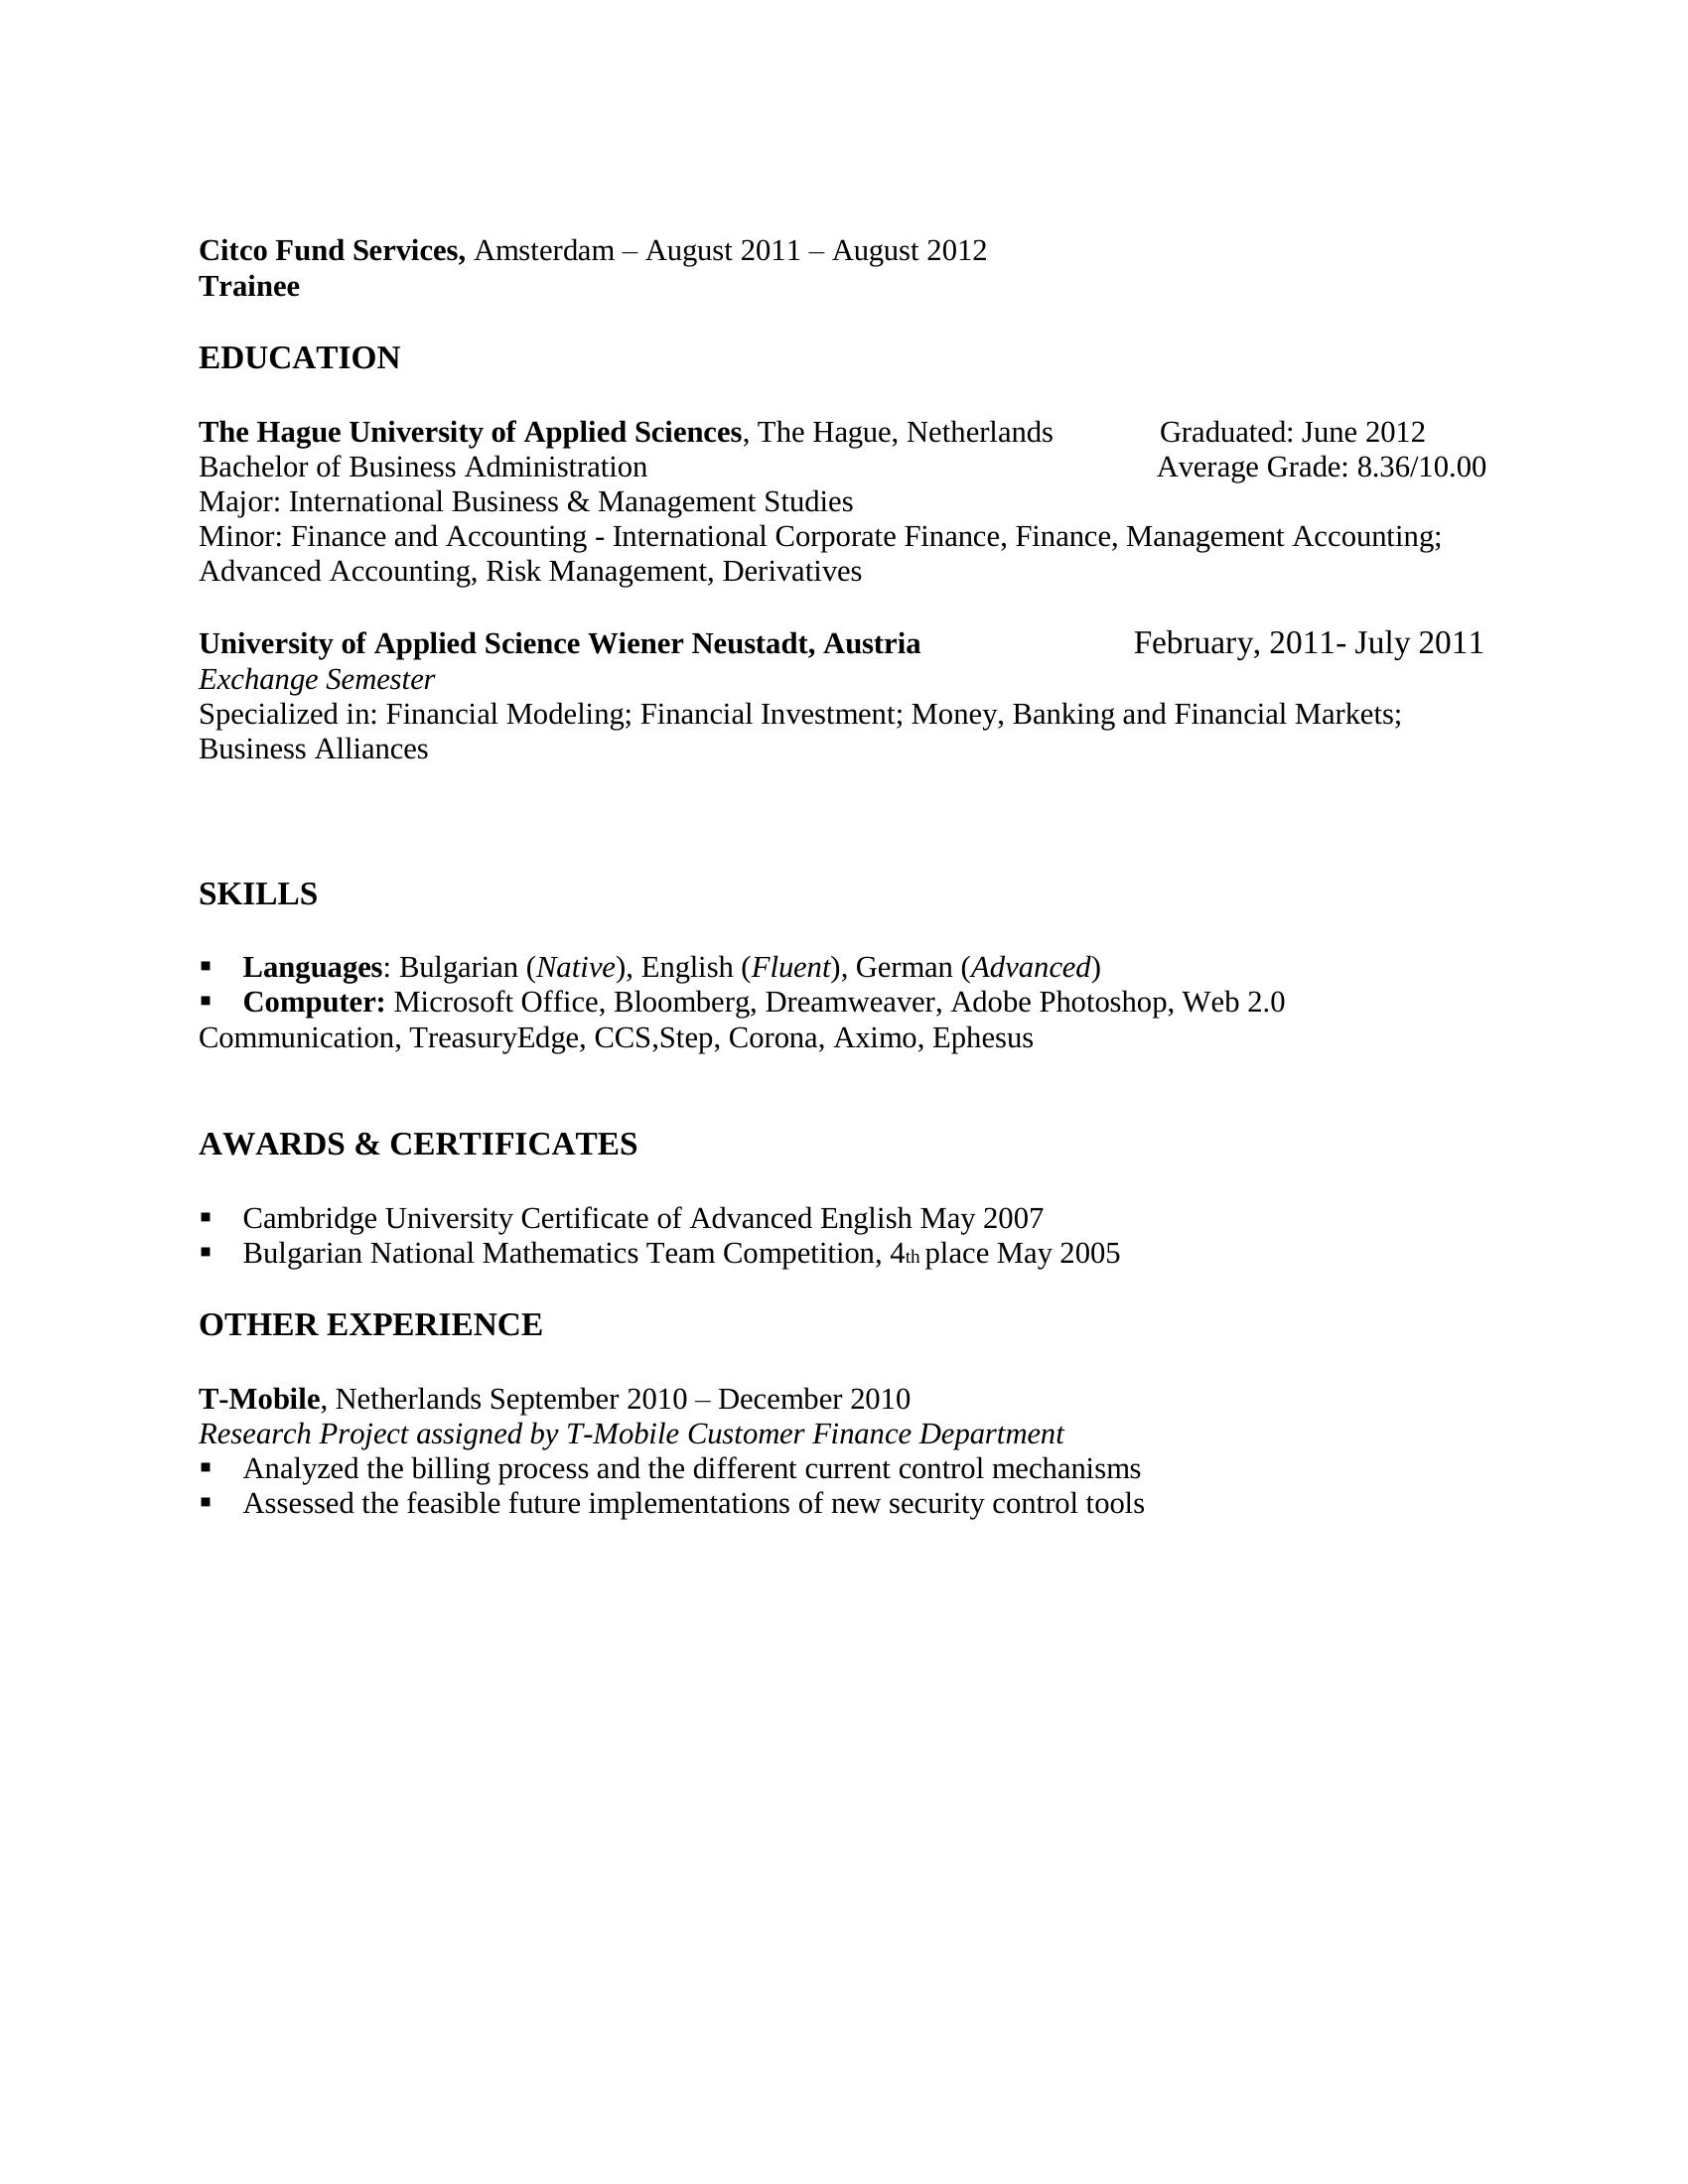 Citco Fund Services, Amsterdam – August 2011 – August 2012
Trainee
EDUCATION
The Hague University of Applied Sciences, The Hague, Netherlands Graduated: June 2012
Bachelor of Business Administration Average Grade: 8.36/10.00
Major: International Business & Management Studies
Minor: Finance and Accounting - International Corporate Finance, Finance, Management Accounting;
Advanced Accounting, Risk Management, Derivatives
University of Applied Science Wiener Neustadt, Austria February, 2011- July 2011
Exchange Semester
Specialized in: Financial Modeling; Financial Investment; Money, Banking and Financial Markets;
Business Alliances
SKILLS
▪ Languages: Bulgarian (Native), English (Fluent), German (Advanced)
▪ Computer: Microsoft Office, Bloomberg, Dreamweaver, Adobe Photoshop, Web 2.0
Communication, TreasuryEdge, CCS,Step, Corona, Aximo, Ephesus
AWARDS & CERTIFICATES
▪ Cambridge University Certificate of Advanced English May 2007
▪ Bulgarian National Mathematics Team Competition, 4th place May 2005
OTHER EXPERIENCE
T-Mobile, Netherlands September 2010 – December 2010
Research Project assigned by T-Mobile Customer Finance Department
▪ Analyzed the billing process and the different current control mechanisms
▪ Assessed the feasible future implementations of new security control tools